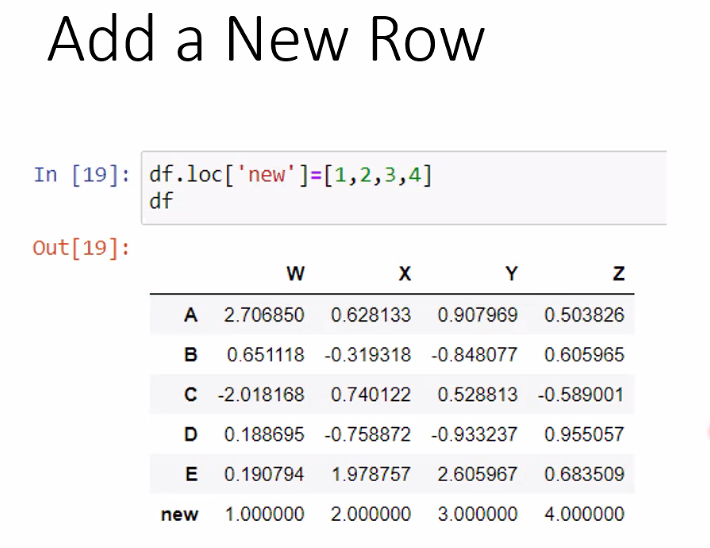 Add a New Row
In [19]: df.loc['new']=[1,2,3,4]
df
Out[19]:
W X Y Z
A 2.706850 0.628133 0.907969 0.503826
B 0.651118 -0.319318 -0.848077 0.605965
C -2.018168 0.740122 0.528813 -0.589001
D 0.188695 -0.758872 -0.933237 0.955057
E 0.190794 1.978757 2.605967 0.683509
new 1.000000 2.000000 3.000000 4.000000